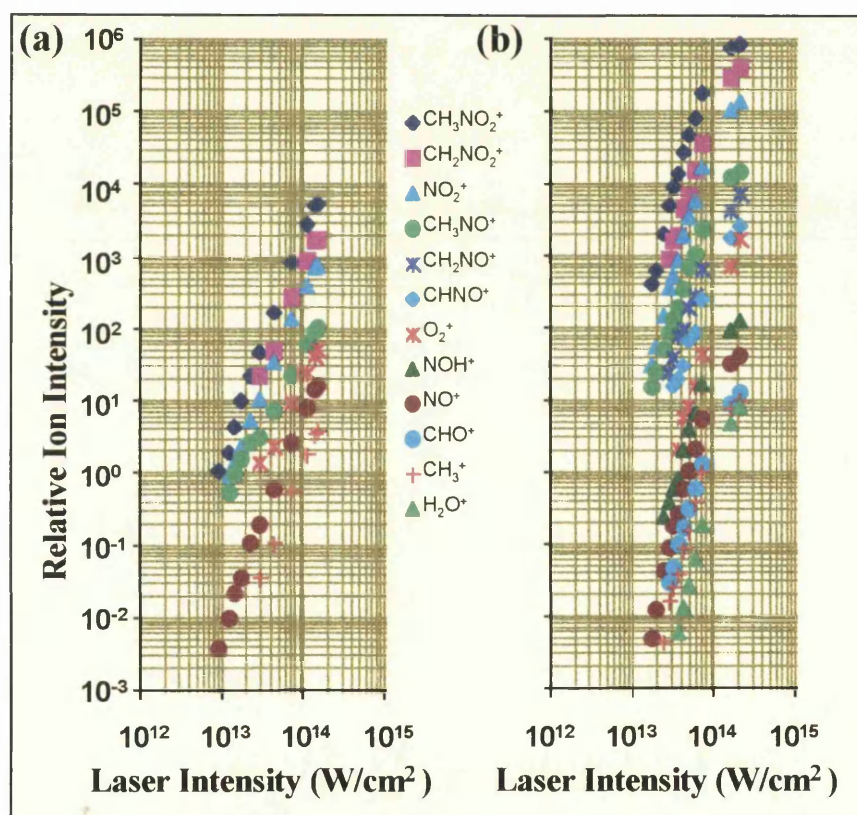 (a)
(b)
Relative Ion Intensity
10⁶
10⁵
10⁴
10³
10²
10¹
10⁰
10⁻¹
10⁻²
10⁻³
CH₃NO₂⁺
CH₂NO₂⁺
NO₂⁺
CH₃NO⁺
CH₂NO⁺
CHNO⁺
O₂⁺
NOH⁺
NO⁺
CHO⁺
CH₃⁺
H₂O⁺
10¹² 10¹³ 10¹⁴ 10¹⁵
10¹² 10¹³ 10¹⁴ 10¹⁵
Laser Intensity (W/cm²)
Laser Intensity (W/cm²)